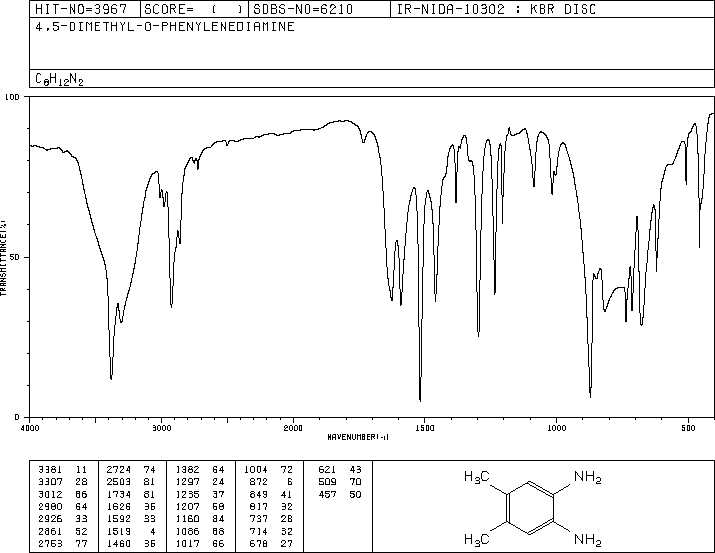 HIT-NO=3967 SCORE= ( ) SDBS-NO=6210 IR-NIDA-10302 : KBR DISC
4,5-DIMETHYL-O-PHENYLENEDIAMINE
C8H12N2
100
TRANSMITTANCE(%)
50
0
4000 3000 2000 1500 1000 500
WAVENUMBER(-1)
3381 11 2724 74 1382 64 1004 72 621 43
3307 28 2503 81 1297 24 872 6 509 70
3012 86 1734 81 1235 37 849 41 457 50
2980 64 1626 36 1207 60 817 32
2926 33 1592 33 1160 84 737 28
2861 52 1519 4 1086 68 714 32
2763 77 1460 36 1017 66 678 27
H3C NH2
H3C NH2